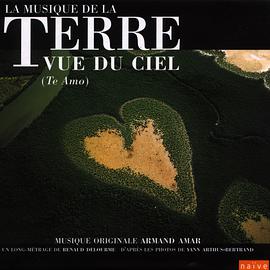 LA MUSIQUE DE LA
TERRE
VUE DU CIEL
(Te Amo)
MUSIQUE ORIGINALE ARMAND AMAR
UN LONG-MÉTRAGE DE RENAUD DELOURME D'APRÈS LES PHOTOS DE YANN ARTHUS-BERTRAND
naïve